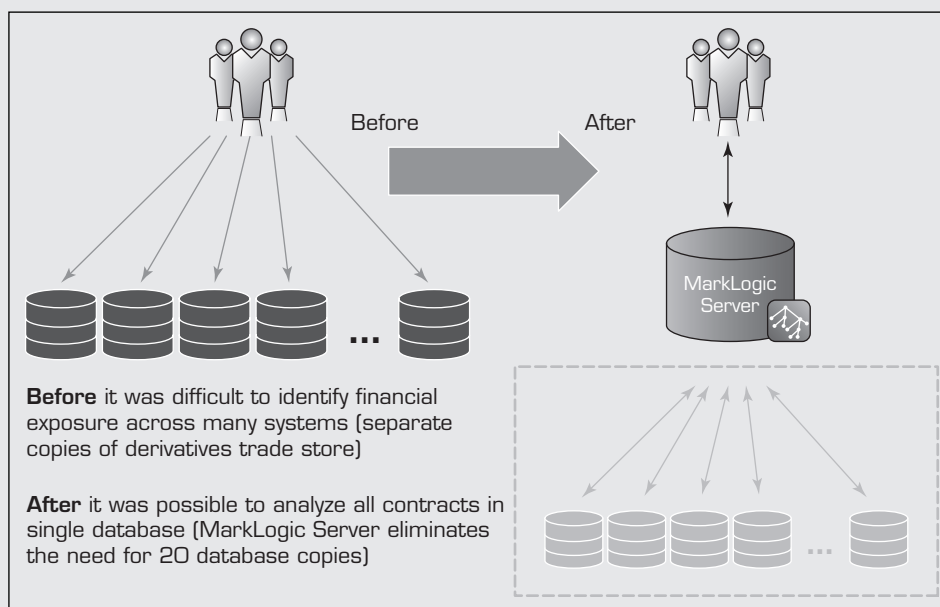 Before
After
MarkLogic
Server
...
Before it was difficult to identify financial
exposure across many systems (separate
copies of derivatives trade store)
After it was possible to analyze all contracts in
single database (MarkLogic Server eliminates
the need for 20 database copies)
...